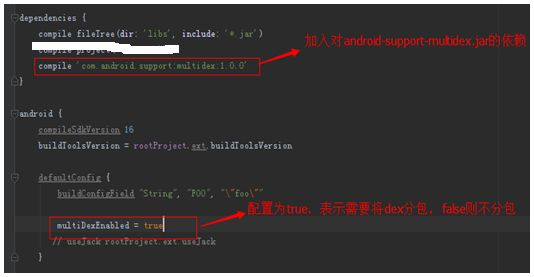 dependencies {
compile fileTree(dir: 'libs', include: '*.jar')
加入对android-support-multidex.jar的依赖
compile project
compile 'com.android.support:multidex:1.0.0'
}
android {
compileSdkVersion 16
buildToolsVersion = rootProject.ext.buildToolsVersion
defaultConfig {
buildConfigField "String", "FOO", "\"foo\""
配置为true，表示需要将dex分包，false则不分包
multiDexEnabled = true
// useJack rootProject.ext.useJack
}